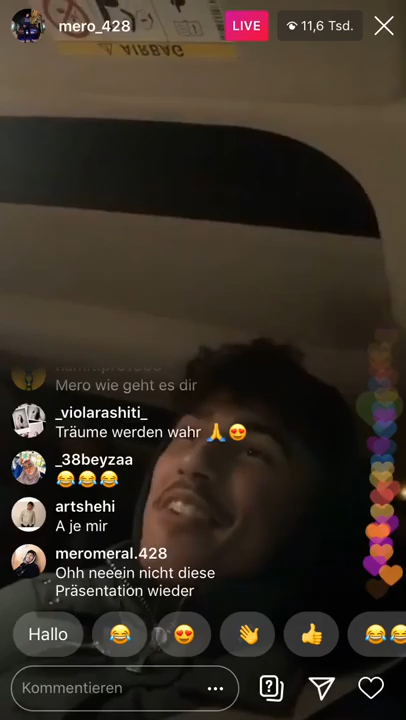 mero_428
LIVE
11,6 Tsd.
AIRBAG
Mero wie geht es dir
_violarashiti_
Träume werden wahr 🙏😍
_38beyzaa
😂😂😂
artshehi
A je mir
meromeral.428
Ohh neeein nicht diese
Präsentation wieder
Hallo
😂
😍
👋
👍
😂😂
Kommentieren